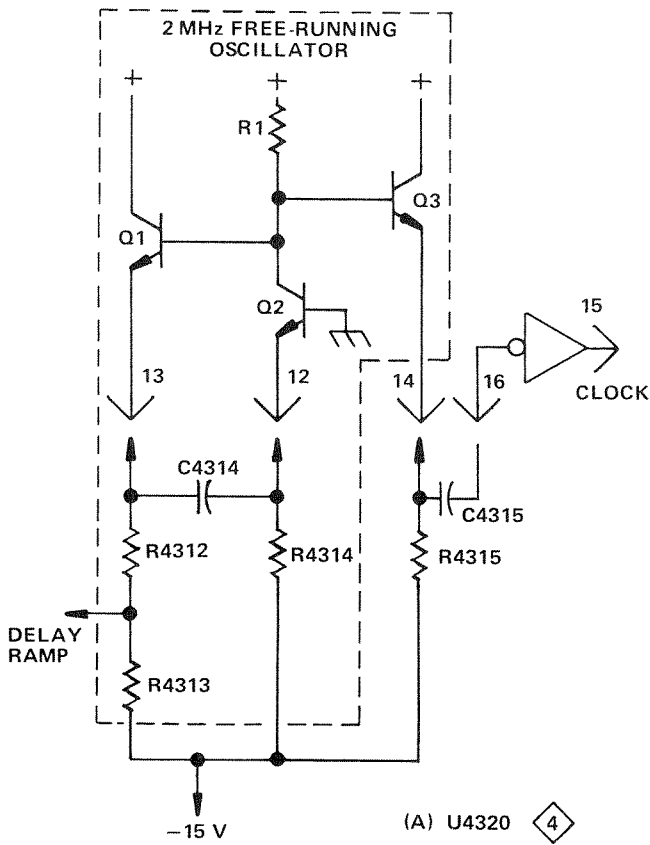 2 MHz FREE-RUNNING
OSCILLATOR
+ + +
R1
Q1
Q3
Q2
15
13
12
14
16
CLOCK
C4314
C4315
R4312
R4314
R4315
DELAY
RAMP
R4313
−15 V
(A) U4320 4